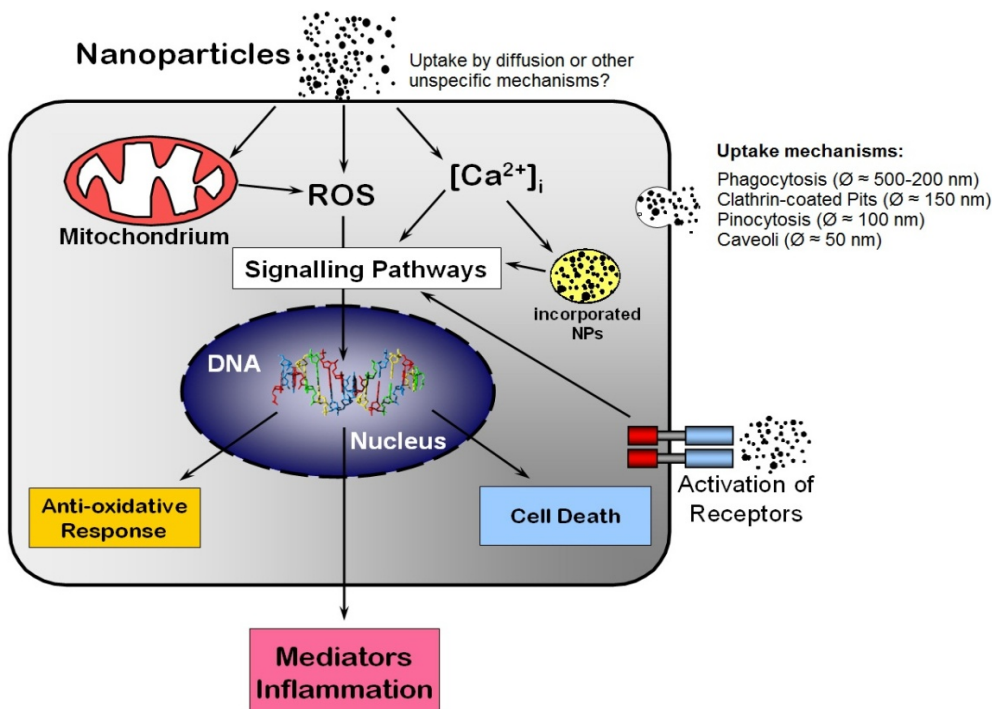 Nanoparticles
Uptake by diffusion or other
unspecific mechanisms?
Mitochondrium
ROS
[Ca²⁺]ᵢ
Uptake mechanisms:
Phagocytosis (Ø ≈ 500-200 nm)
Clathrin-coated Pits (Ø ≈ 150 nm)
Pinocytosis (Ø ≈ 100 nm)
Caveoli (Ø ≈ 50 nm)
Signalling Pathways
incorporated
NPs
DNA
Nucleus
Anti-oxidative
Response
Cell Death
Activation of
Receptors
Mediators
Inflammation